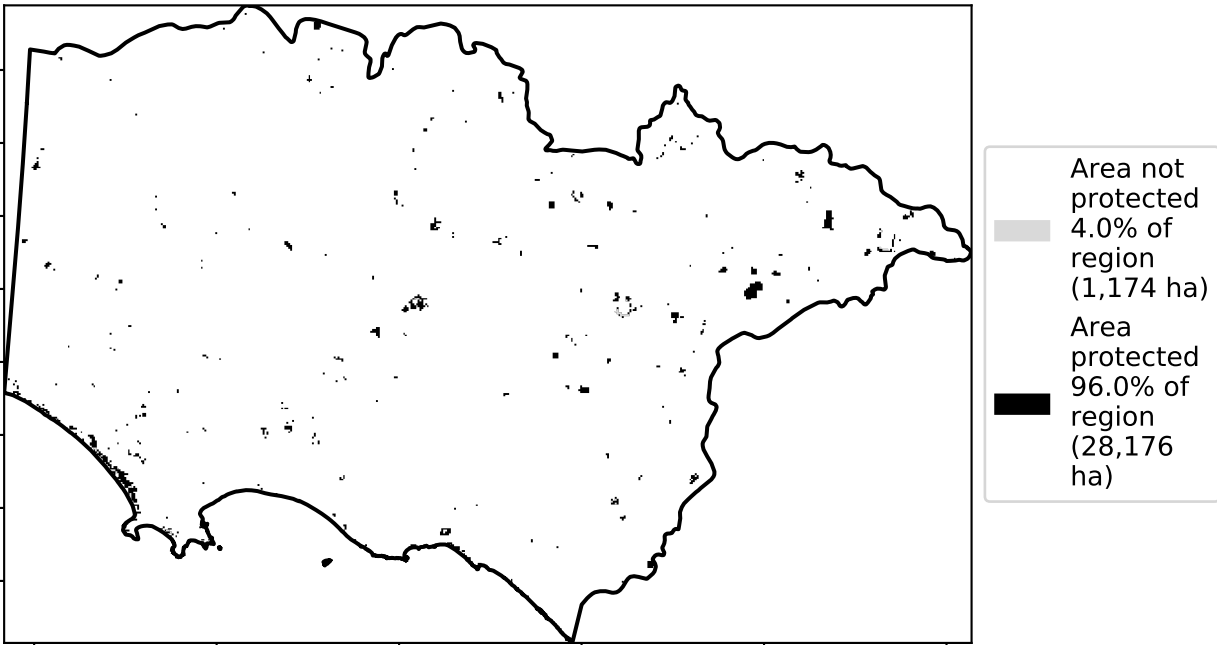 Area not
protected
4.0% of
region
(1,174 ha)
Area
protected
96.0% of
region
(28,176
ha)